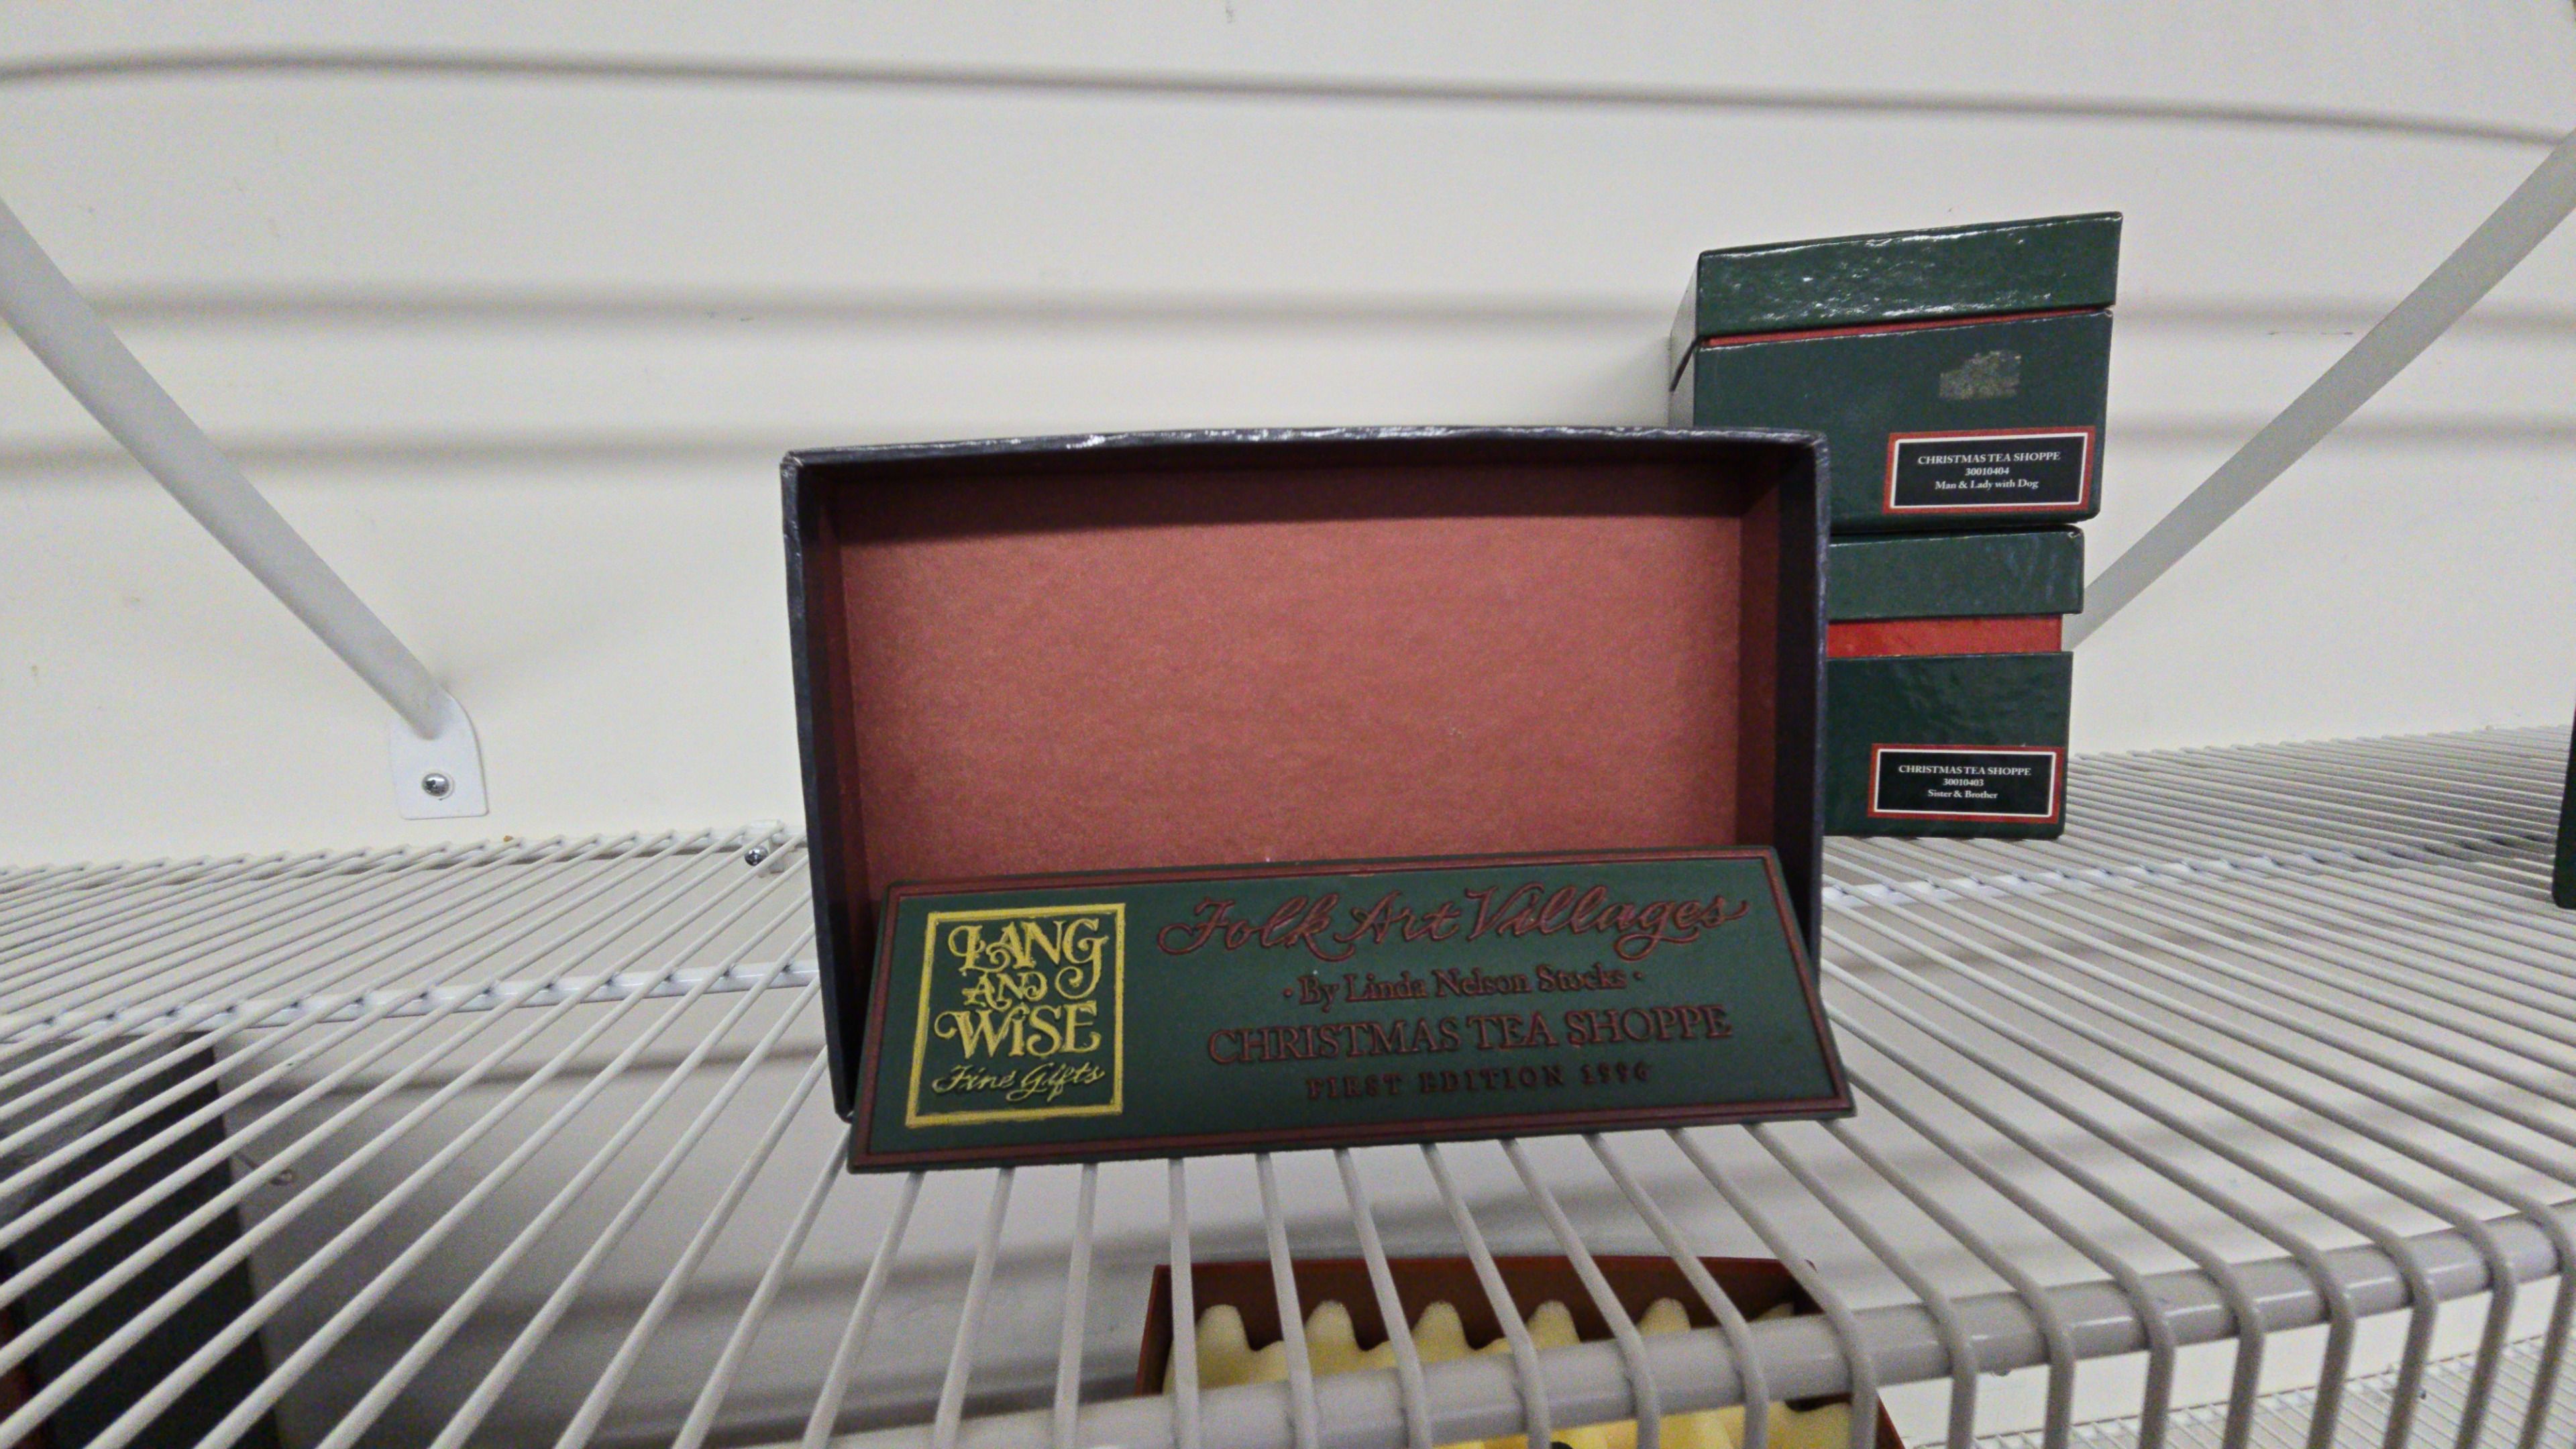 CHRISTMAS TEA SHOPPE
30010404
Man & Lady with Dog
CHRISTMAS TEA SHOPPE
30010403
Sister & Brother
LANG
AND
WISE
Fine Gifts
Folk Art Villages
· By Linda Nelson Stocks ·
CHRISTMAS TEA SHOPPE
FIRST EDITION 1996